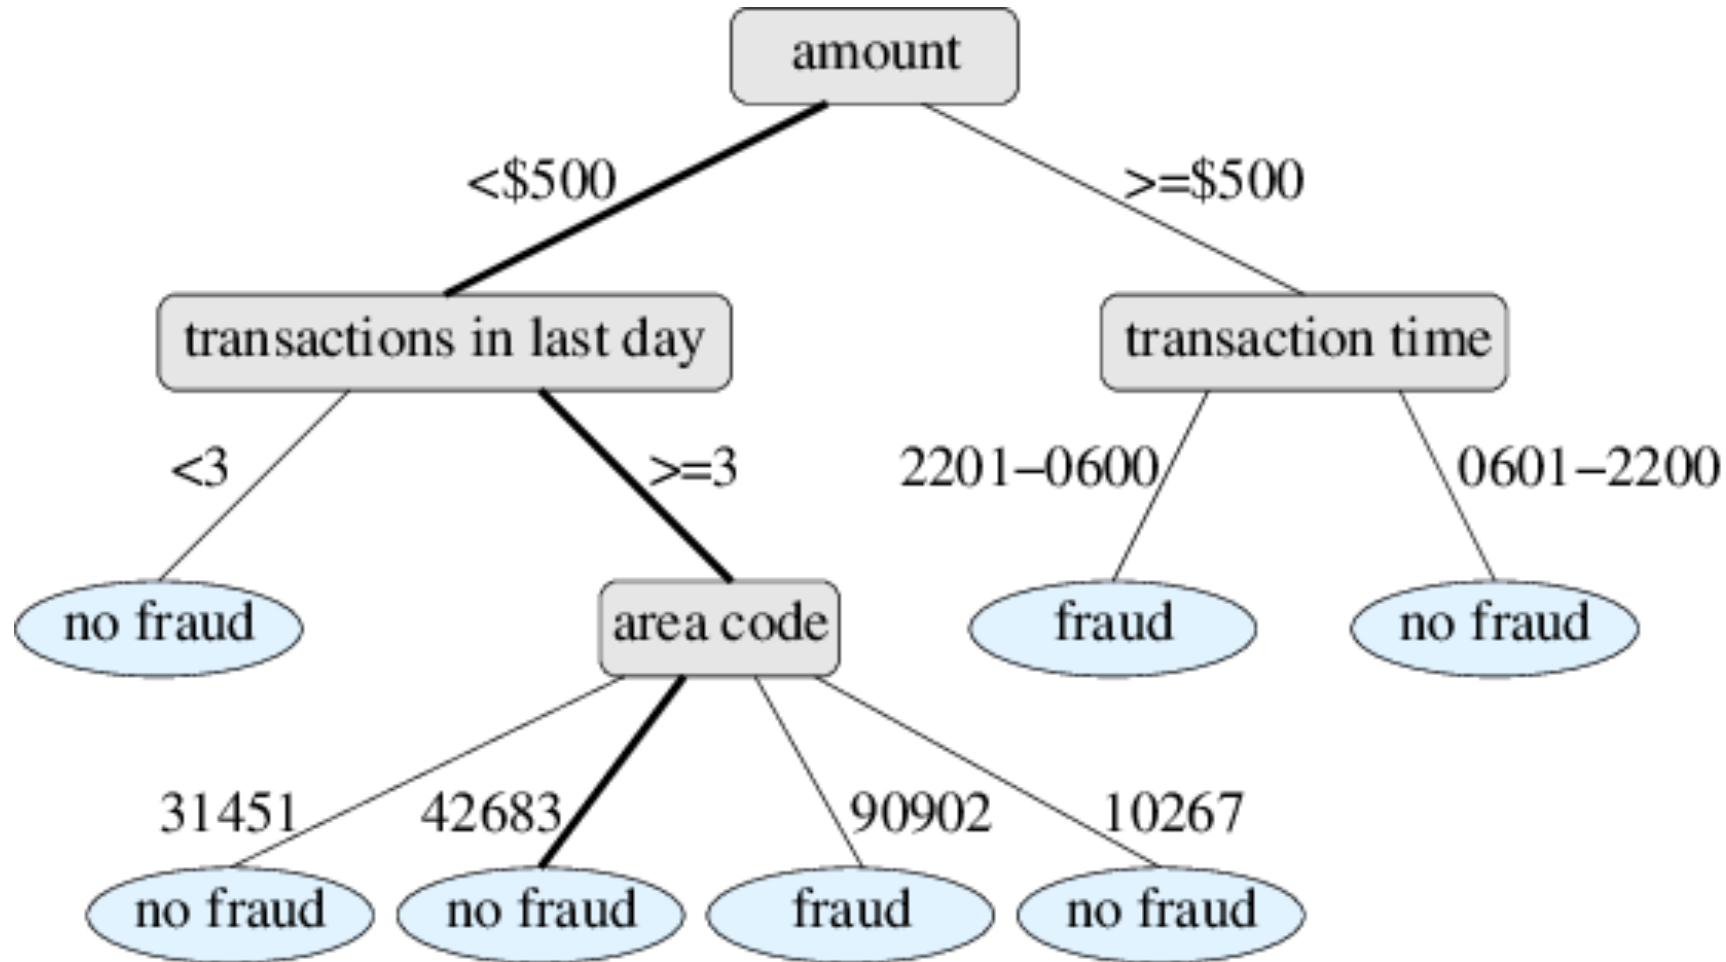 amount
<$500
>=$500
transactions in last day
transaction time
<3
>=3
2201–0600
0601–2200
no fraud
area code
fraud
no fraud
31451
42683
90902
10267
no fraud
no fraud
fraud
no fraud